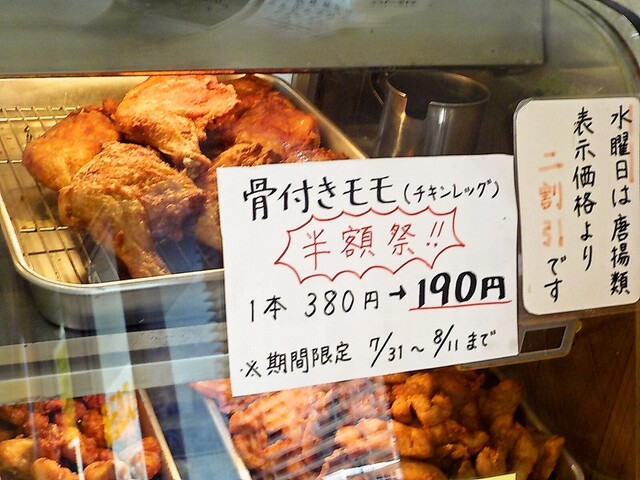 骨付きモモ(チキンレッグ)
半額祭!!
1本 380円→190円
※期間限定 7/31～8/11まで
水曜日は唐揚類
表示価格より
二割引です